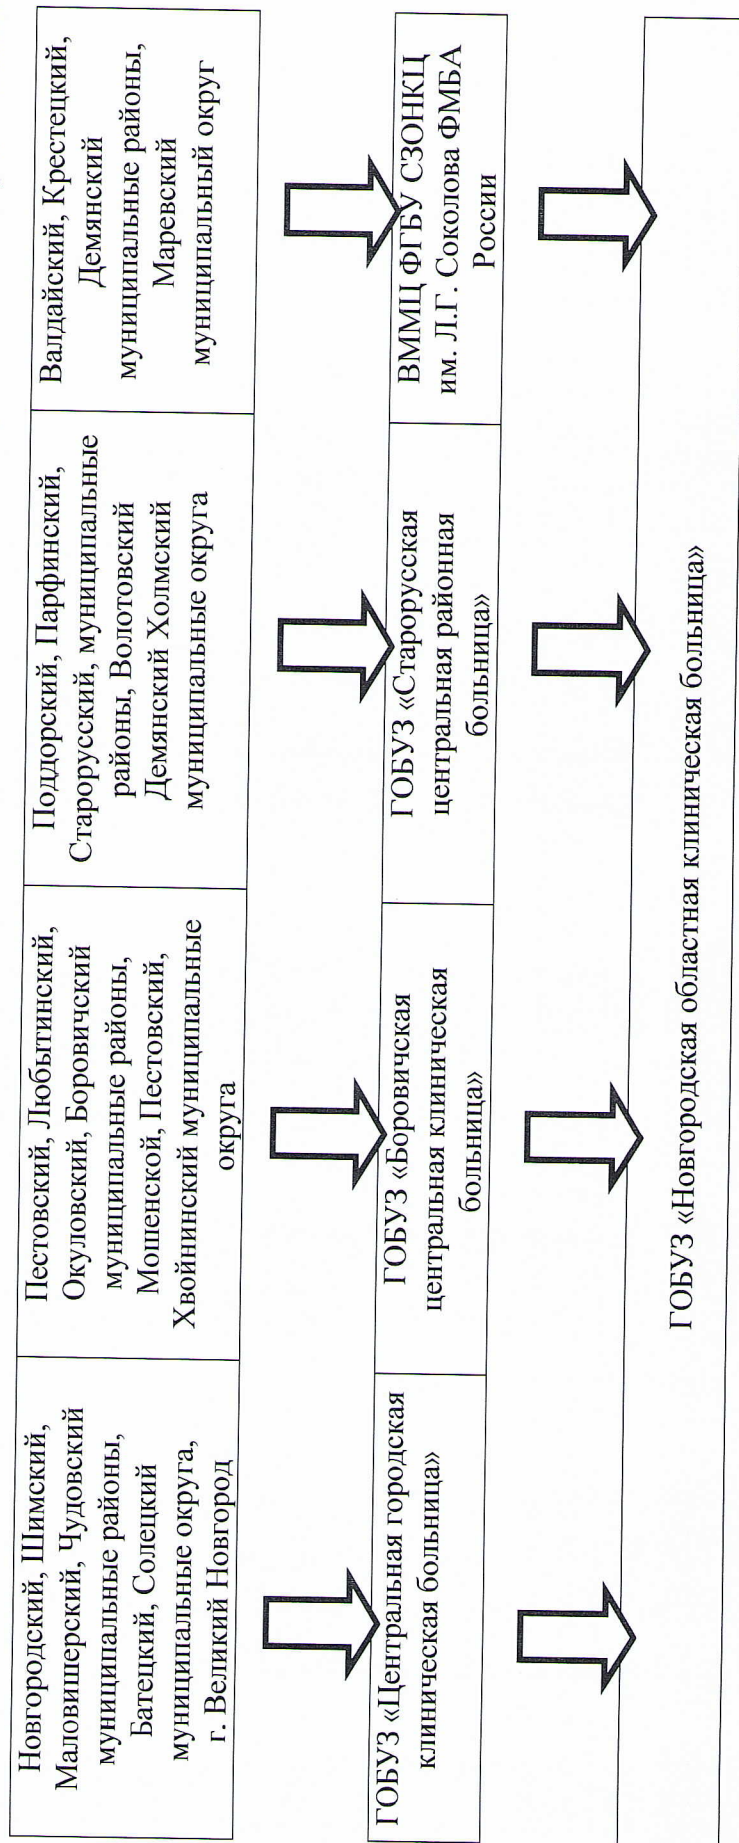 Новгородский, Шимский,
Маловишерский, Чудовский
муниципальные районы,
Батецкий, Солецкий
муниципальные округа,
г. Великий Новгород
Пестовский, Любытинский,
Окуловский, Боровичский
муниципальные районы,
Мошенской, Пестовский,
Хвойнинский муниципальные
округа
Поддорский, Парфинский,
Старорусский, муниципальные
районы, Волотовский
Демянский Холмский
муниципальные округа
Валдайский, Крестецкий,
Демянский
муниципальные районы,
Маревский
муниципальный округ
ГОБУЗ «Центральная городская
клиническая больница»
ГОБУЗ «Боровичская
центральная клиническая
больница»
ГОБУЗ «Старорусская
центральная районная
больница»
ВММЦ ФГБУ СЗОНКЦ
им. Л.Г. Соколова ФМБА
России
ГОБУЗ «Новгородская областная клиническая больница»